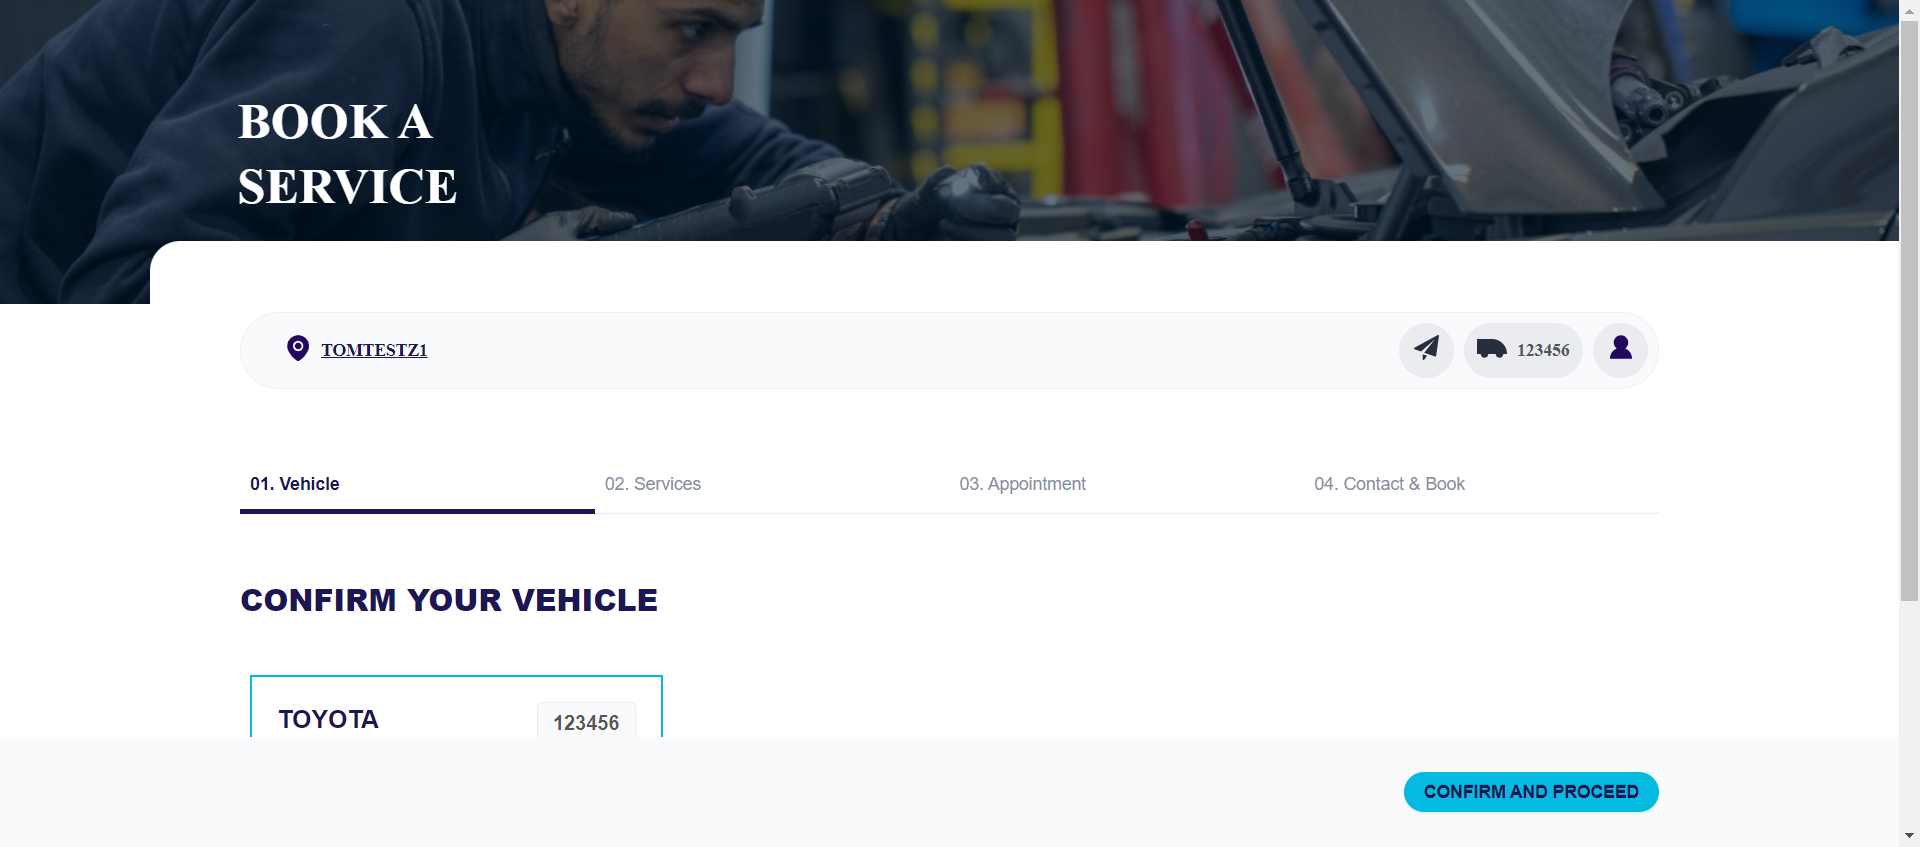 BOOK A
SERVICE
TOMTESTZ1
123456
01. Vehicle
02. Services
03. Appointment
04. Contact & Book
CONFIRM YOUR VEHICLE
TOYOTA
123456
CONFIRM AND PROCEED